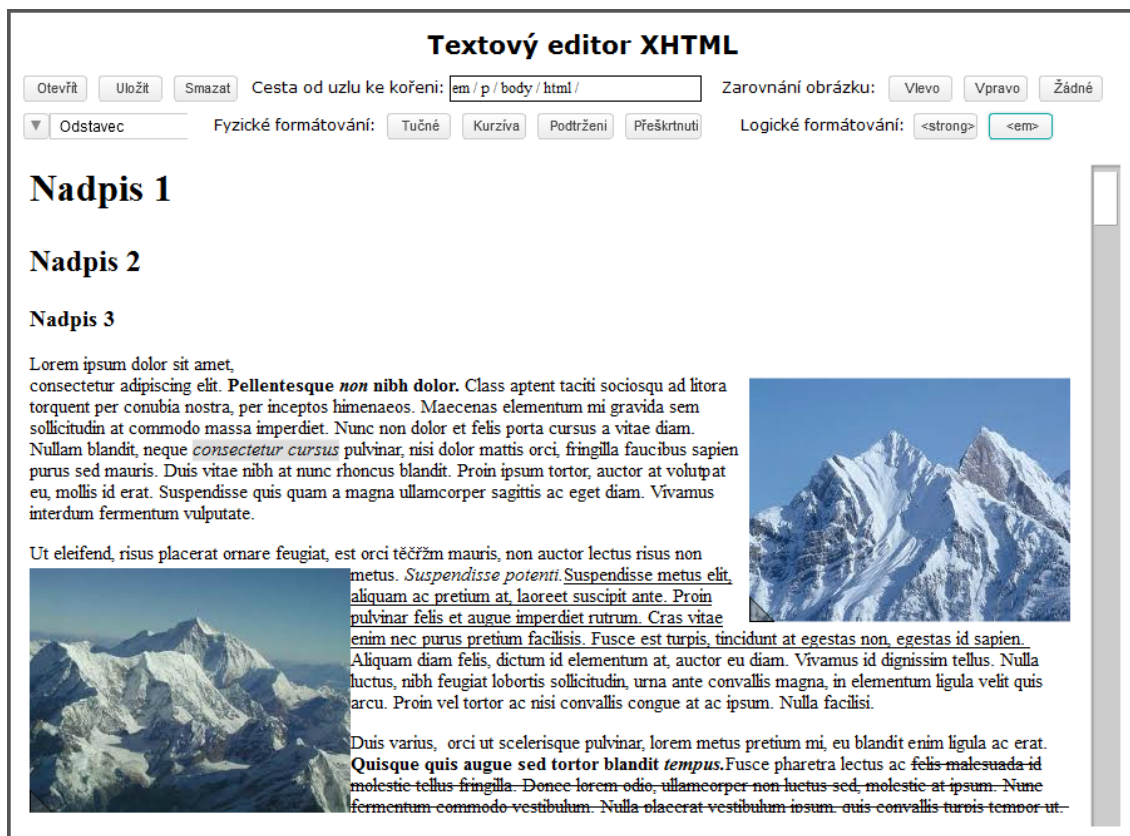 Textový editor XHTML
Otevřít Uložit Smazat Cesta od uzlu ke kořeni: em / p / body / html / Zarovnání obrázku: Vlevo Vpravo Žádné
Odstavec Fyzické formátování: Tučné Kurzíva Podtržení Přeškrtnutí Logické formátování: <strong> <em>
Nadpis 1
Nadpis 2
Nadpis 3
Lorem ipsum dolor sit amet,
consectetur adipiscing elit. Pellentesque non nibh dolor. Class aptent taciti sociosqu ad litora
torquent per conubia nostra, per inceptos himenaeos. Maecenas elementum mi gravida sem
sollicitudin at commodo massa imperdiet. Nunc non dolor et felis porta cursus a vitae diam.
Nullam blandit, neque consectetur cursus pulvinar, nisi dolor mattis orci, fringilla faucibus sapien
purus sed mauris. Duis vitae nibh at nunc rhoncus blandit. Proin ipsum tortor, auctor at volutpat
eu, mollis id erat. Suspendisse quis quam a magna ullamcorper sagittis ac eget diam. Vivamus
interdum fermentum vulputate.
Ut eleifend, risus placerat ornare feugiat, est orci těčřžm mauris, non auctor lectus risus non
metus. Suspendisse potenti. Suspendisse metus elit,
aliquam ac pretium at, laoreet suscipit ante. Proin
pulvinar felis et augue imperdiet rutrum. Cras vitae
enim nec purus pretium facilisis. Fusce est turpis, tincidunt at egestas non, egestas id sapien.
Aliquam diam felis, dictum id elementum at, auctor eu diam. Vivamus id dignissim tellus. Nulla
luctus, nibh feugiat lobortis sollicitudin, urna ante convallis magna, in elementum ligula velit quis
arcu. Proin vel tortor ac nisi convallis congue at ac ipsum. Nulla facilisi.
Duis varius, orci ut scelerisque pulvinar, lorem metus pretium mi, eu blandit enim ligula ac erat.
Quisque quis augue sed tortor blandit tempus. Fusce pharetra lectus ac felis malesuada id
molestie tellus fringilla. Donec lorem odio, ullamcorper non luctus sed, molestie at ipsum. Nunc
fermentum commodo vestibulum. Nulla placerat vestibulum ipsum, quis convallis turpis tempor ut.